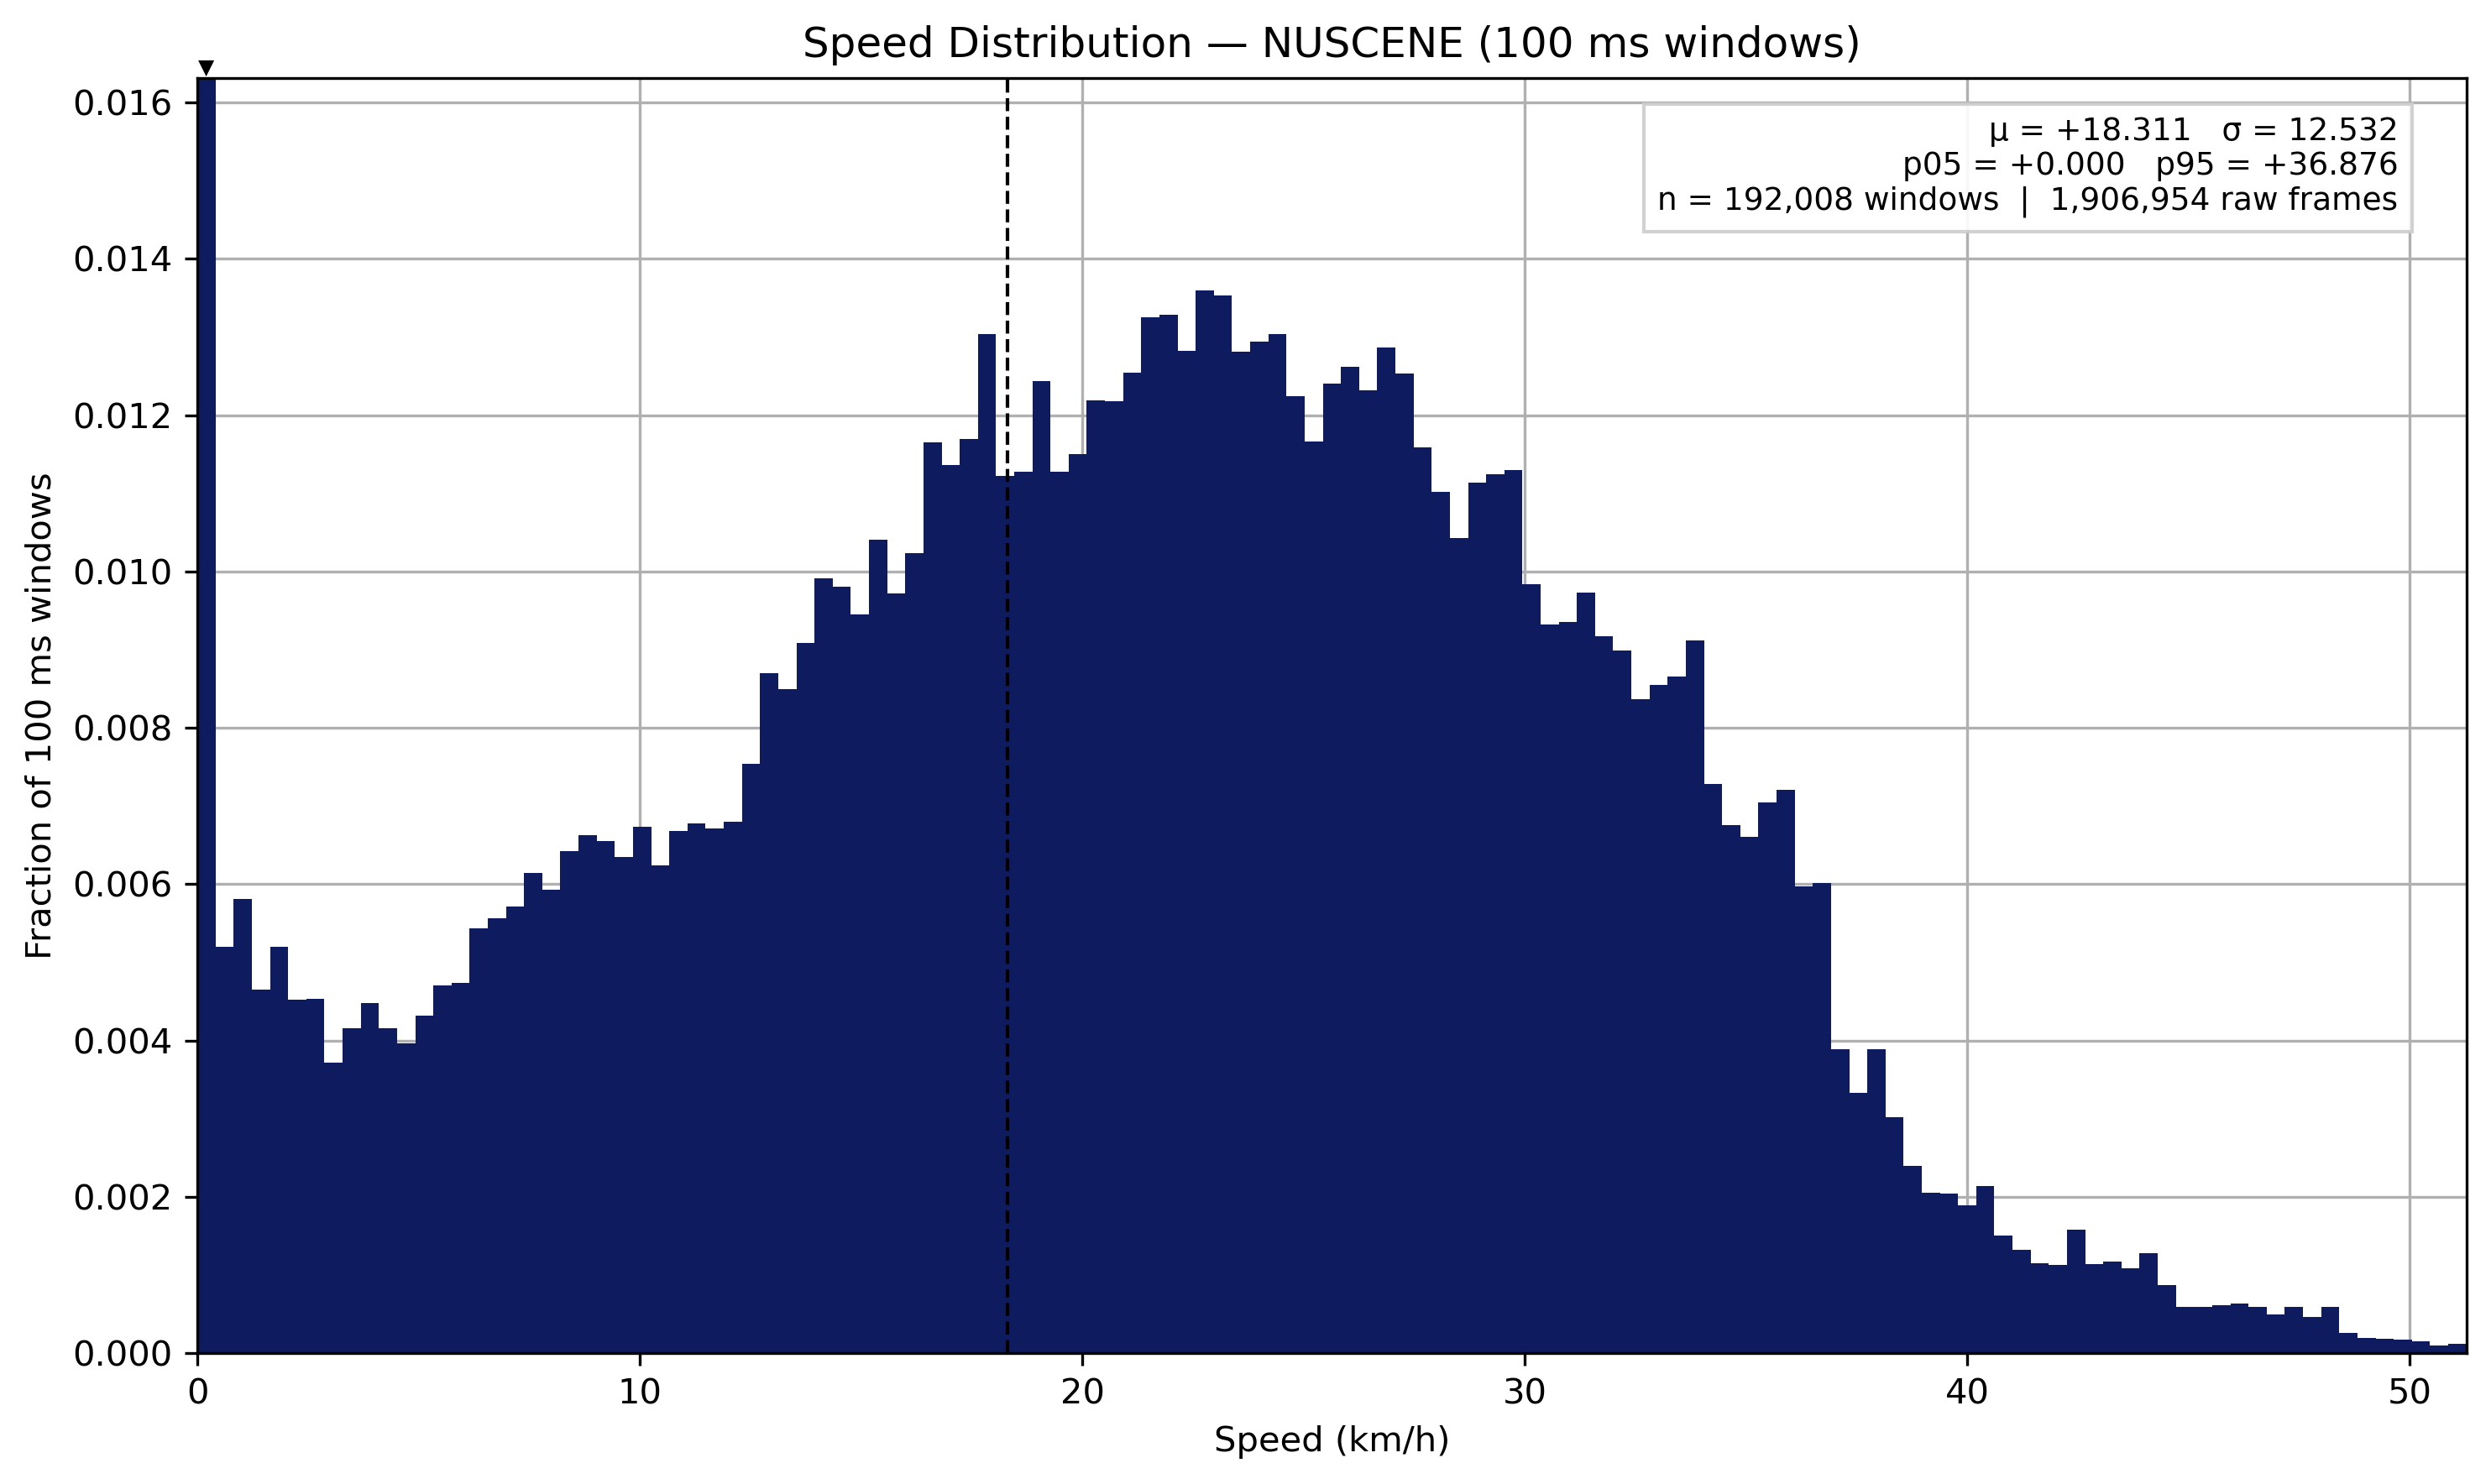 Speed Distribution — NUSCENE (100 ms windows)
µ = +18.311   σ = 12.532
p05 = +0.000   p95 = +36.876
n = 192,008 windows  |  1,906,954 raw frames
Fraction of 100 ms windows
0.016
0.014
0.012
0.010
0.008
0.006
0.004
0.002
0.000
0 10 20 30 40 50
Speed (km/h)